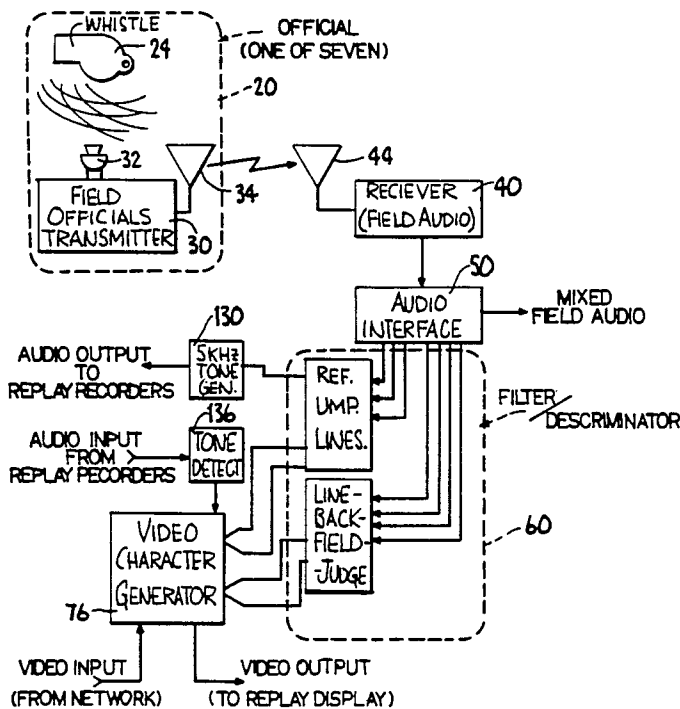 WHISTLE
24
OFFICIAL
(ONE OF SEVEN)
20
32
34
44
FIELD
OFFICIALS
TRANSMITTER
30
RECIEVER
(FIELD AUDIO)
40
50
AUDIO
INTERFACE
MIXED
FIELD AUDIO
130
5KHz
TONE
GEN.
AUDIO OUTPUT
TO
REPLAY RECORDERS
REF.
UMP.
LINES.
FILTER/
DESCRIMINATOR
136
TONE
DETECT
AUDIO INPUT
FROM
REPLAY PECORDERS
LINE-
BACK-
FIELD-
-JUDGE
60
VIDEO
CHARACTER
GENERATOR
76
VIDEO INPUT
(FROM NETWORK)
VIDEO OUTPUT
(TO REPLAY DISPLAY)